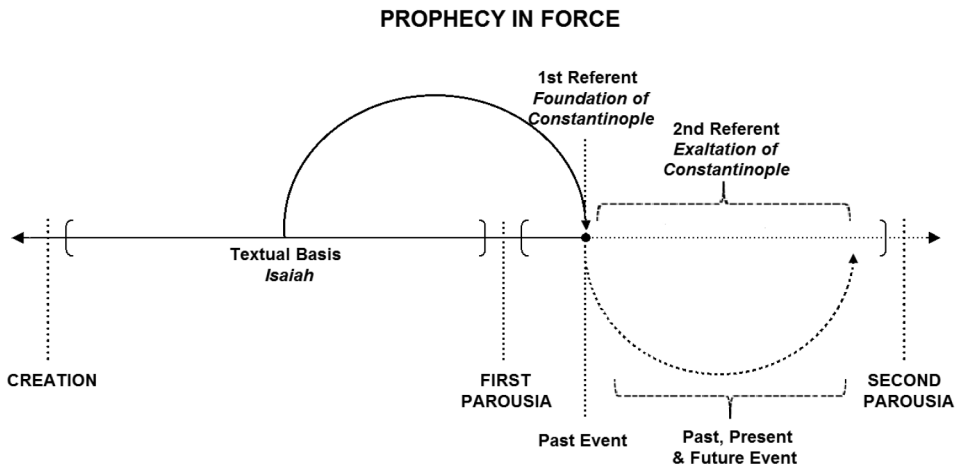 PROPHECY IN FORCE
1st Referent
Foundation of
Constantinople
2nd Referent
Exaltation of
Constantinople
Textual Basis
Isaiah
CREATION
FIRST
PAROUSIA
SECOND
PAROUSIA
Past Event
Past, Present
& Future Event